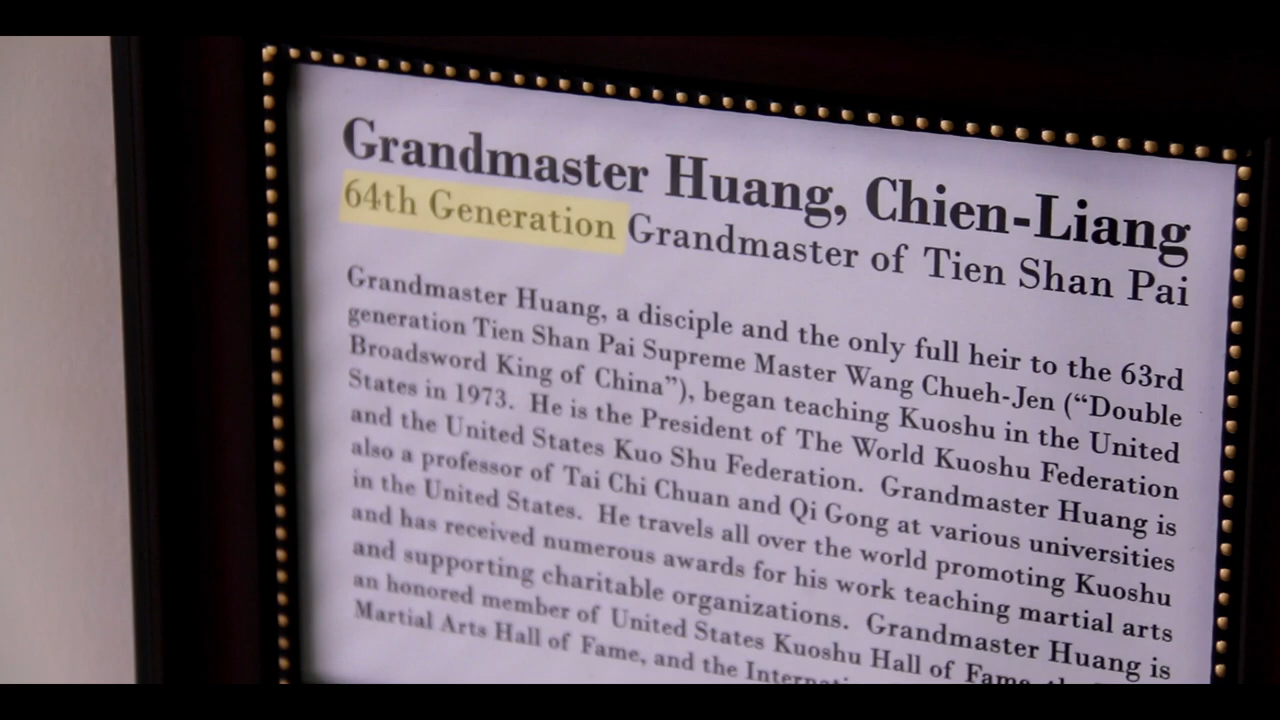 Grandmaster Huang, Chien-Liang
64th Generation Grandmaster of Tien Shan Pai
Grandmaster Huang, a disciple and the only full heir to the 63rd
generation Tien Shan Pai Supreme Master Wang Chueh-Jen (“Double
Broadsword King of China”), began teaching Kuoshu in the United
States in 1973. He is the President of The World Kuoshu Federation
and the United States Kuo Shu Federation. Grandmaster Huang is
also a professor of Tai Chi Chuan and Qi Gong at various universities
in the United States. He travels all over the world promoting Kuoshu
and has received numerous awards for his work teaching martial arts
and supporting charitable organizations. Grandmaster Huang is
an honored member of United States Kuoshu Hall of Fame,
Martial Arts Hall of Fame, and the